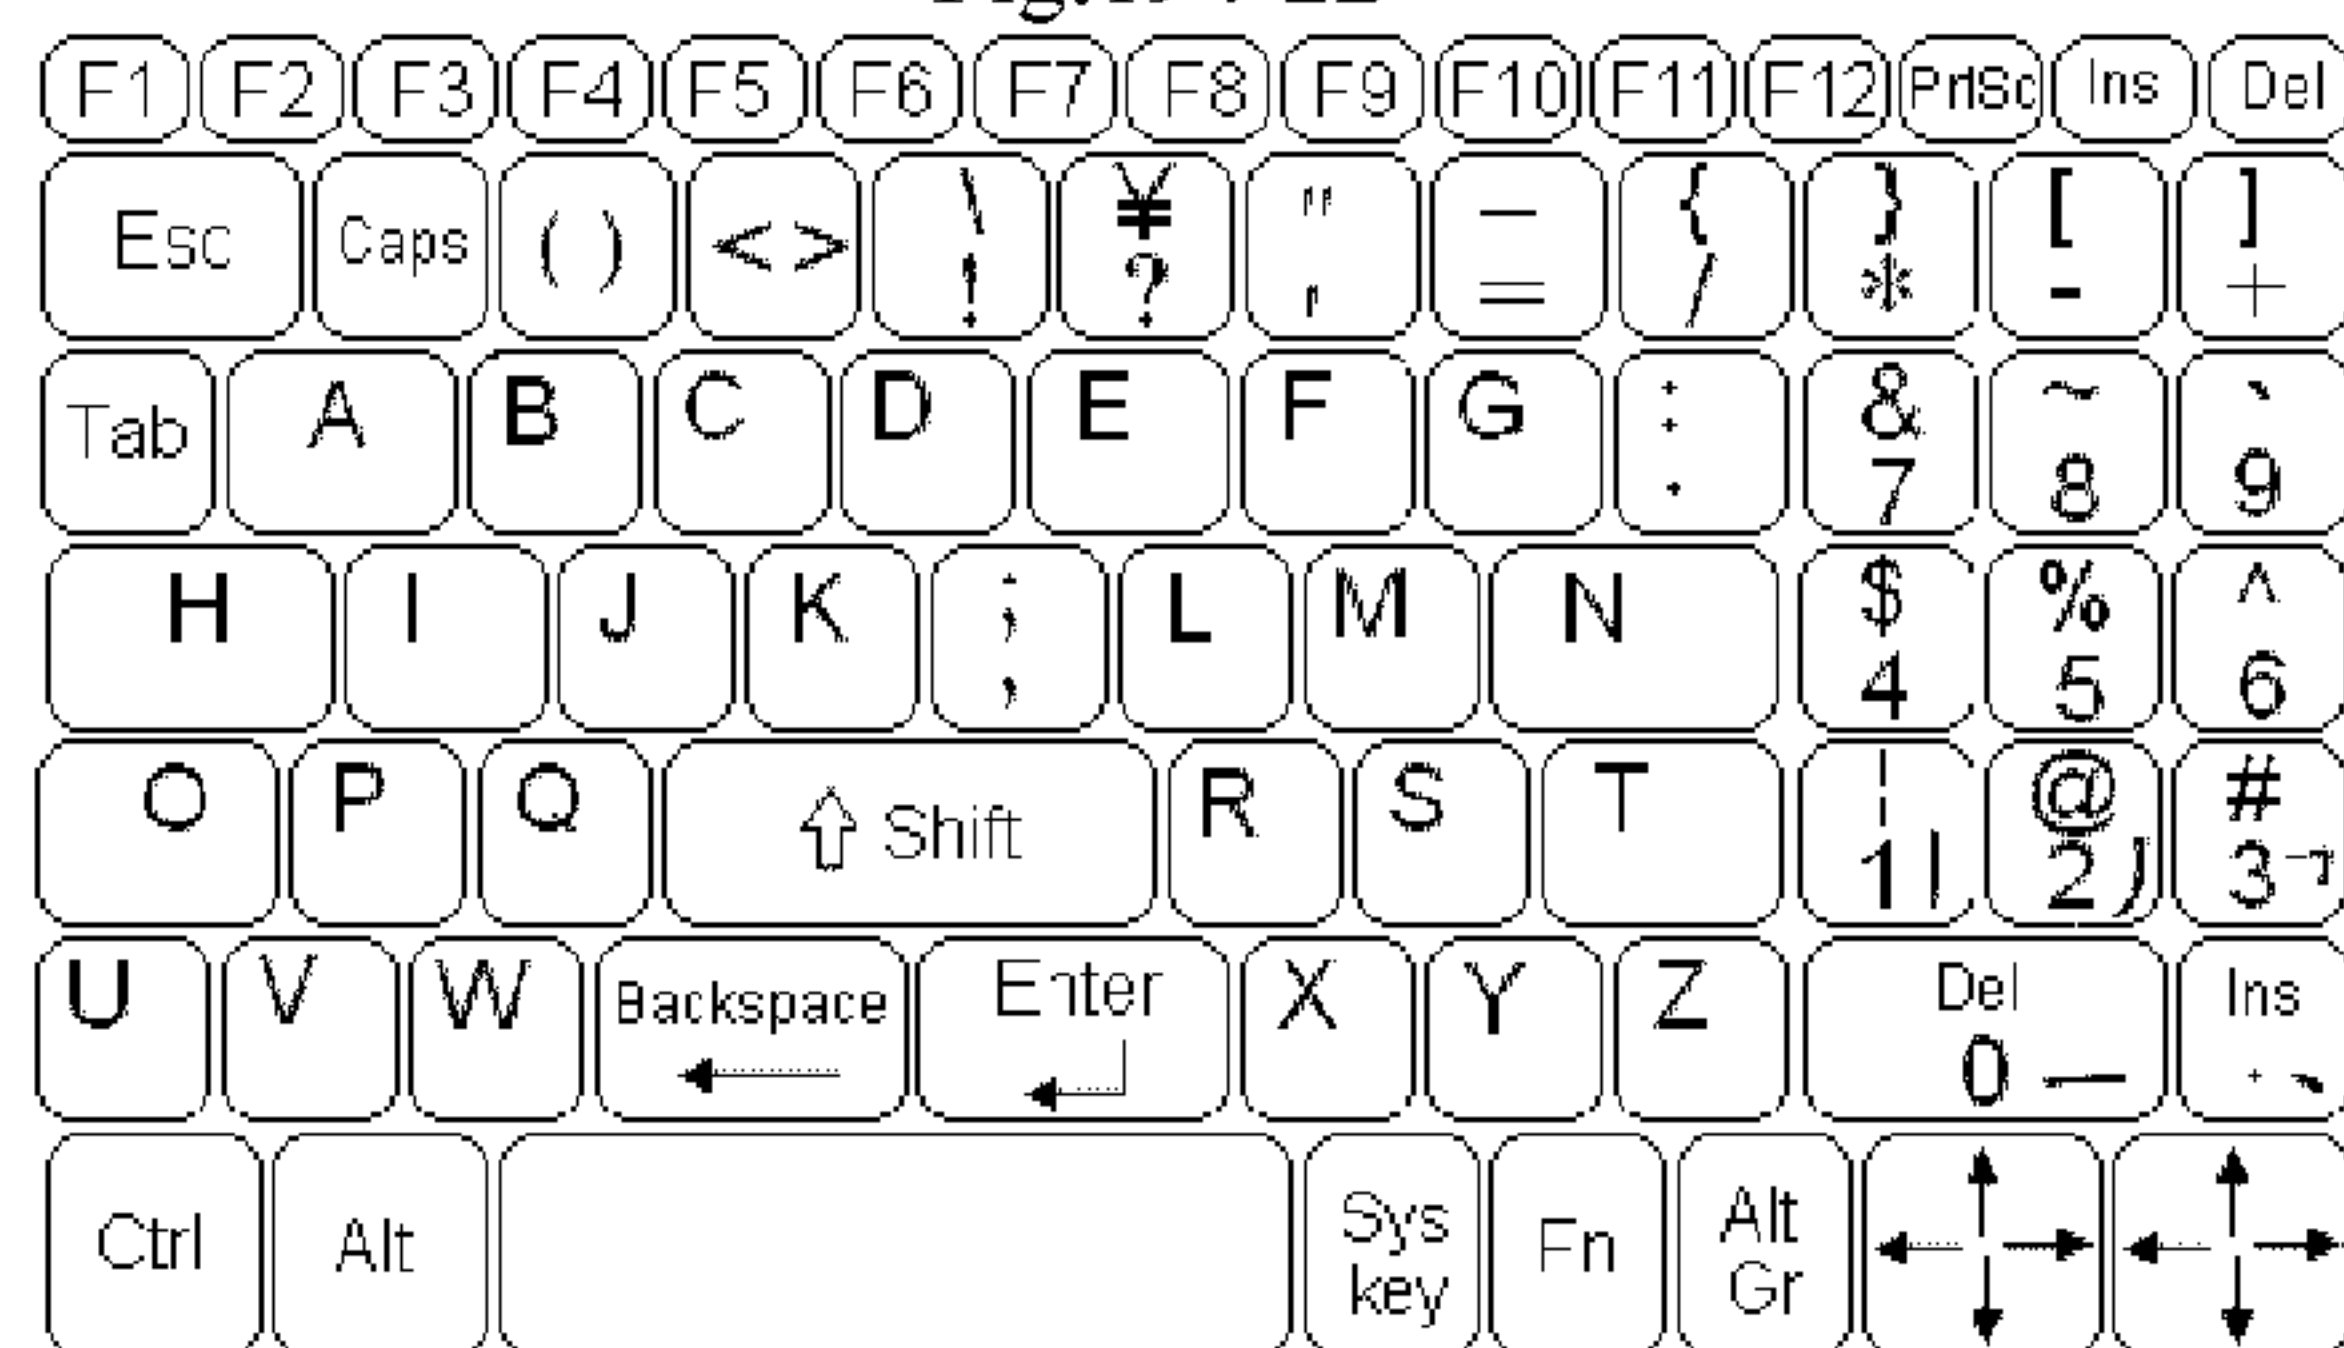 F1 F2 F3 F4 F5 F6 F7 F8 F9 F10 F11 F12 PrtSc Ins Del
\ ¥ " — { } [ ]
Esc Caps ( ) < > ! ? ' = / * - +
Tab A B C D E F G : & ~ `
. 7 8 9
H I J K ; L M N $ % ^
, 4 5 6
O P Q ⇧ Shift R S T ¦ @ #
1 | 2 ) 3 ㄱ
U V W Backspace Enter X Y Z Del Ins
← ↵ 0 — .
Ctrl Alt Sys key Fn Alt Gr